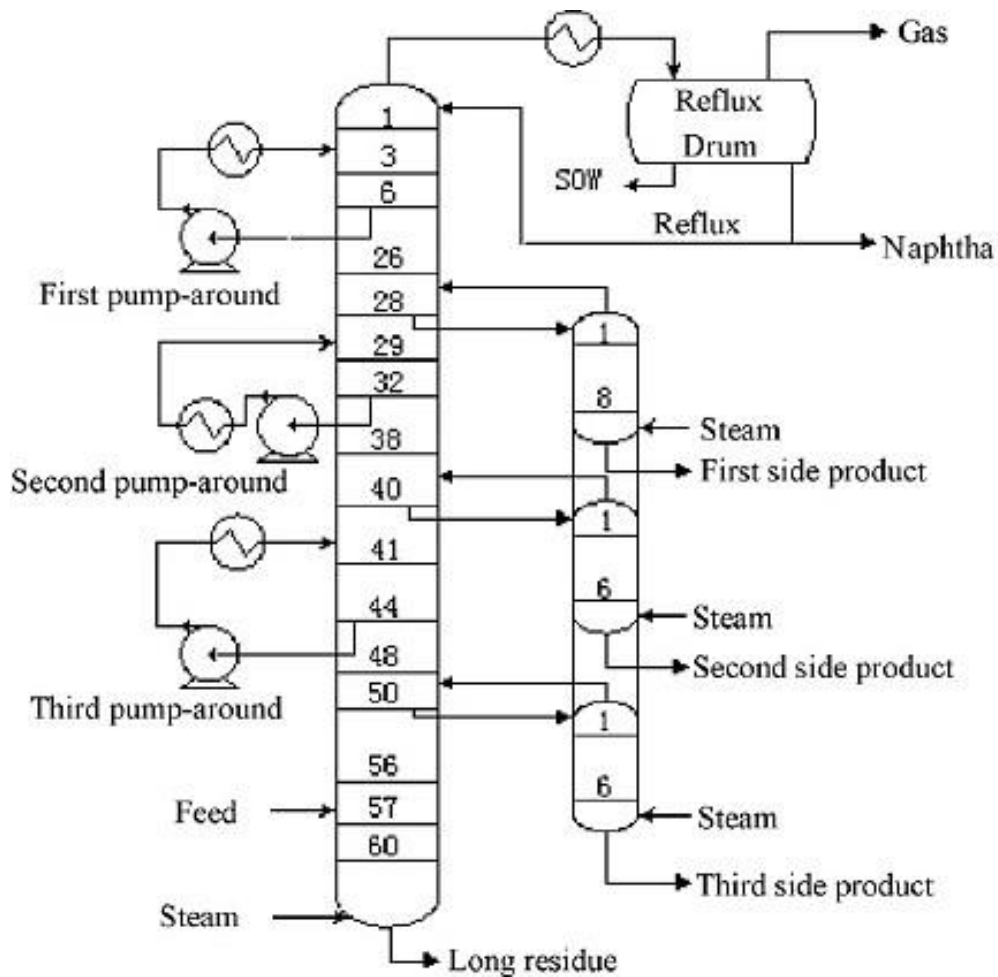 Gas
Reflux
Drum
SOW
Reflux
Naphtha
1
3
6
First pump-around
26
28
29
32
38
Second pump-around
40
41
44
48
Third pump-around
50
56
Feed
57
60
Steam
Long residue
1
8
Steam
First side product
1
6
Steam
Second side product
1
6
Steam
Third side product